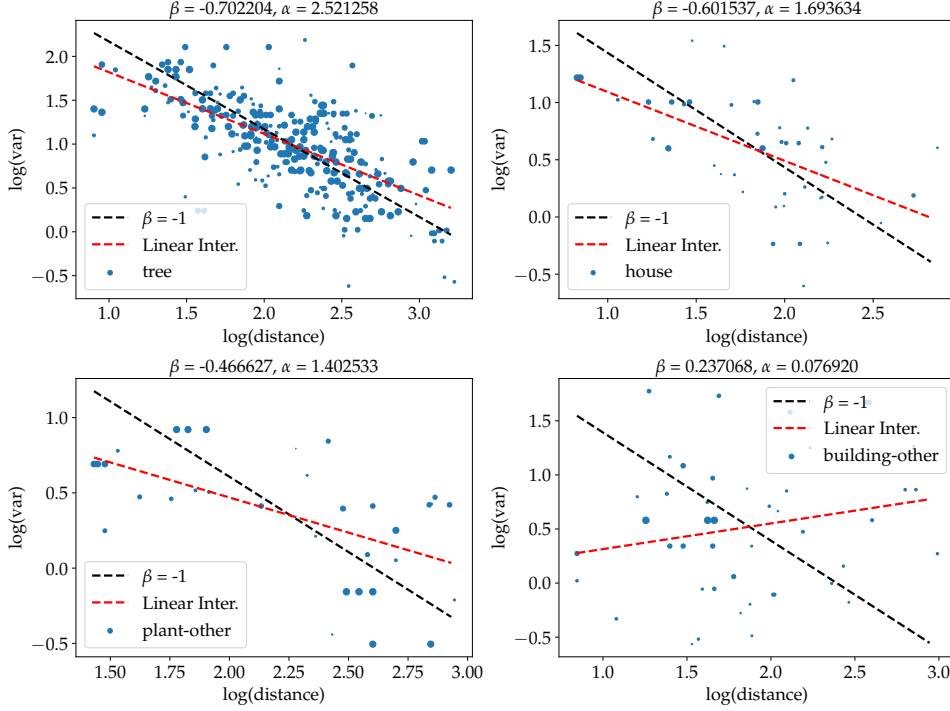 β = -0.702204, α = 2.521258
2.0
1.5
1.0
0.5
0.0
−0.5
log(var)
β = -1
Linear Inter.
tree
1.0 1.5 2.0 2.5 3.0
log(distance)
β = -0.601537, α = 1.693634
1.5
1.0
0.5
0.0
−0.5
log(var)
β = -1
Linear Inter.
house
1.0 1.5 2.0 2.5
log(distance)
β = -0.466627, α = 1.402533
1.0
0.5
0.0
−0.5
log(var)
β = -1
Linear Inter.
plant-other
1.50 1.75 2.00 2.25 2.50 2.75 3.00
log(distance)
β = 0.237068, α = 0.076920
1.5
1.0
0.5
0.0
−0.5
log(var)
β = -1
Linear Inter.
building-other
1.0 1.5 2.0 2.5 3.0
log(distance)